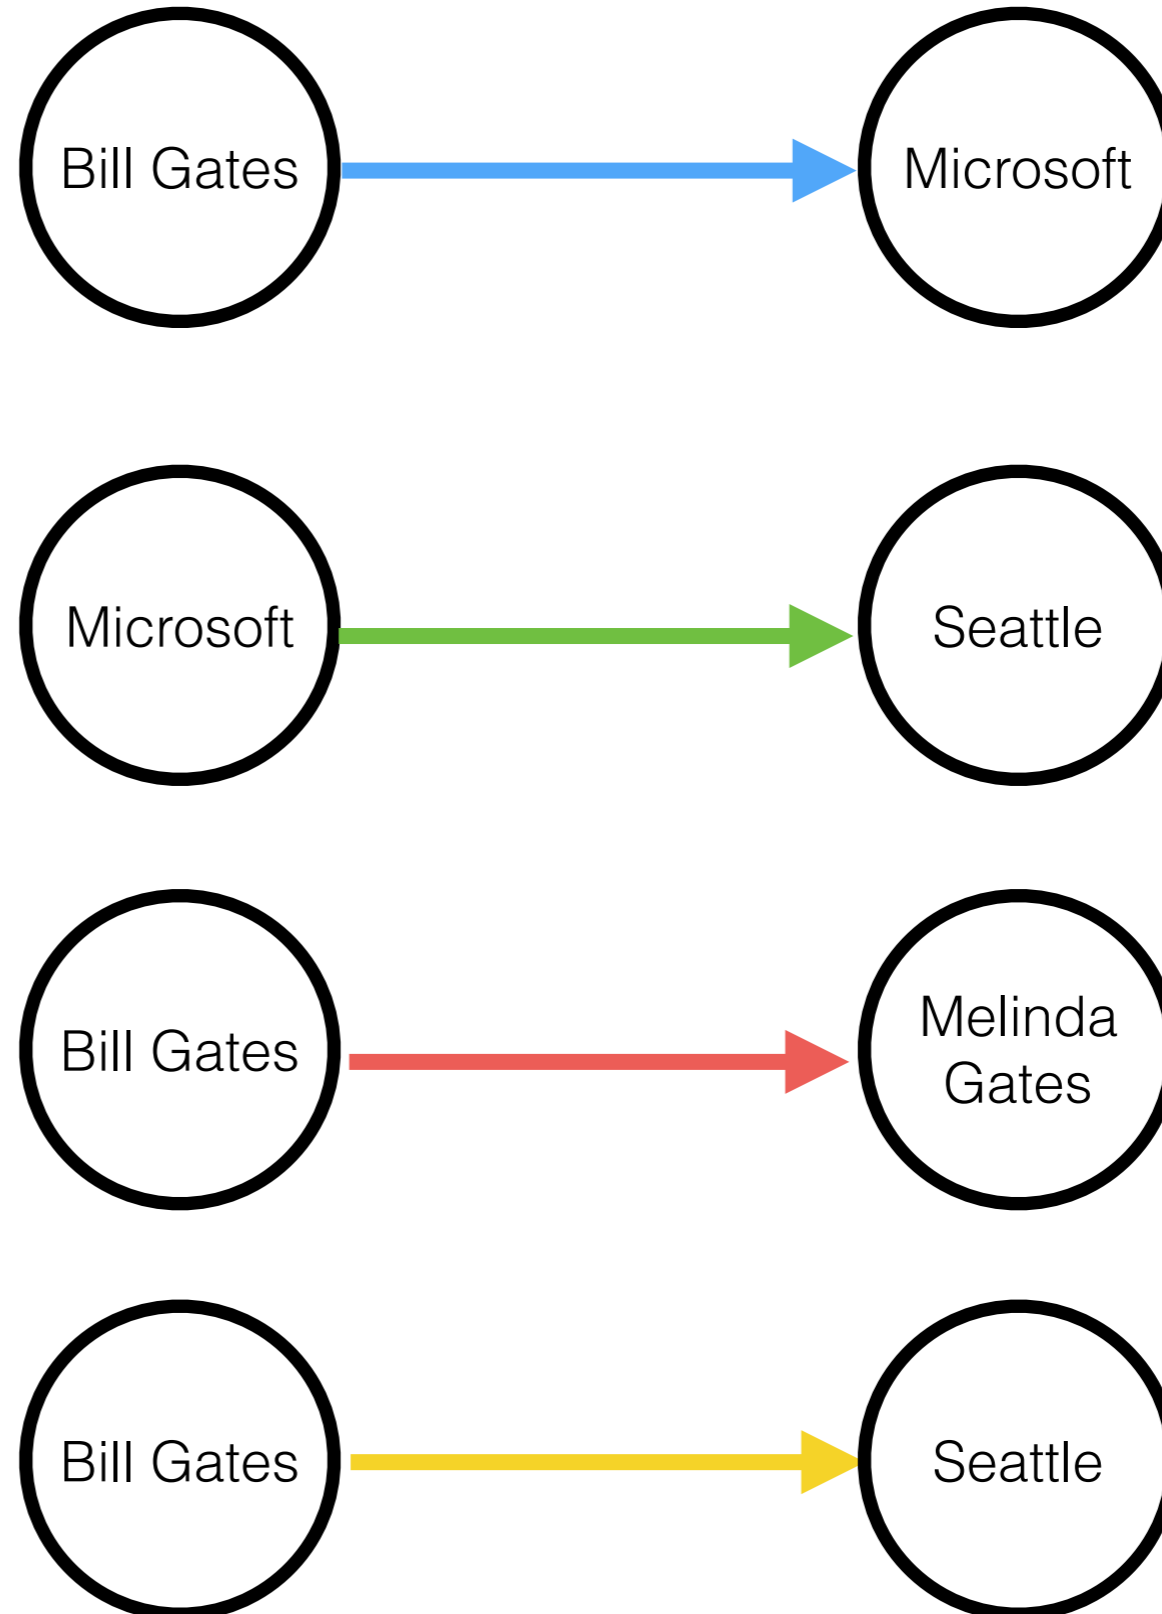 Bill Gates
Microsoft
Microsoft
Seattle
Bill Gates
Melinda
Gates
Bill Gates
Seattle